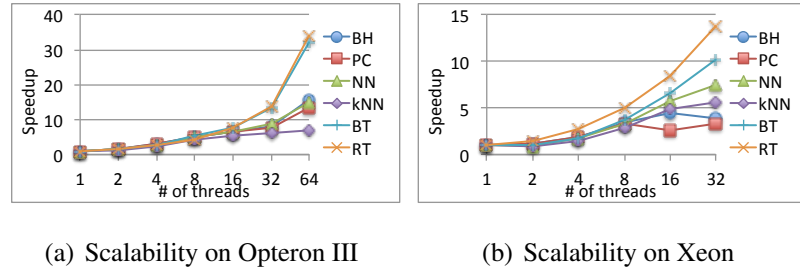 40
30
20
10
0
Speedup
1 2 4 8 16 32 64
# of threads
BH
PC
NN
kNN
BT
RT
(a) Scalability on Opteron III
15
10
5
0
Speedup
1 2 4 8 16 32
# of threads
BH
PC
NN
kNN
BT
RT
(b) Scalability on Xeon